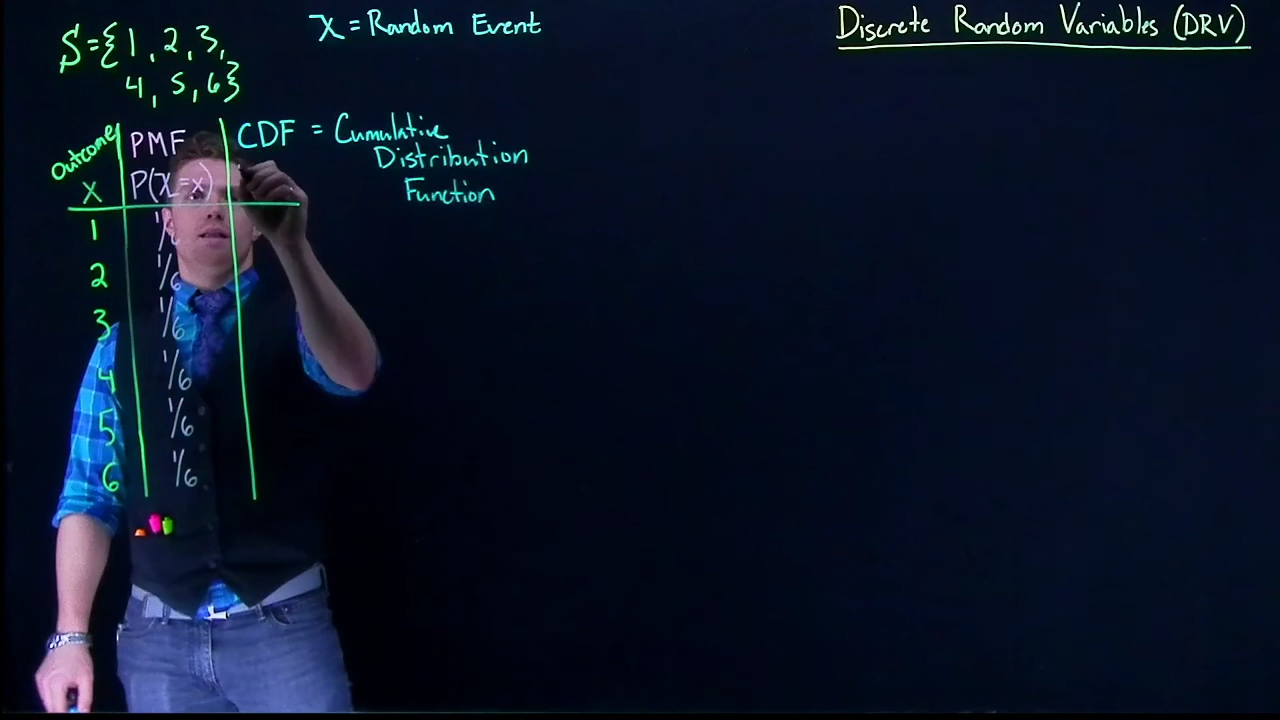 S={1, 2, 3,
4, 5, 6}
X = Random Event
Discrete Random Variables (DRV)
Outcome PMF CDF = Cumulative
Distribution
X P(X=x) Function
1 1/6
2 1/6
3 1/6
4 1/6
5 1/6
6 1/6